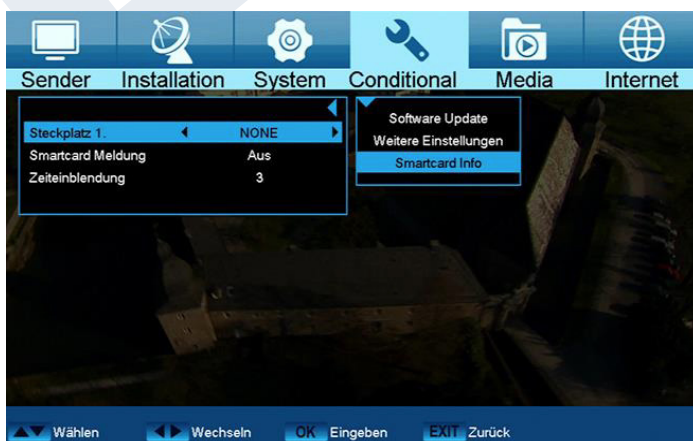 Sender Installation System Conditional Media Internet
Steckplatz 1. NONE
Smartcard Meldung Aus
Zeiteinblendung 3
Software Update
Weitere Einstellungen
Smartcard Info
Wählen Wechseln OK Eingeben EXIT Zurück